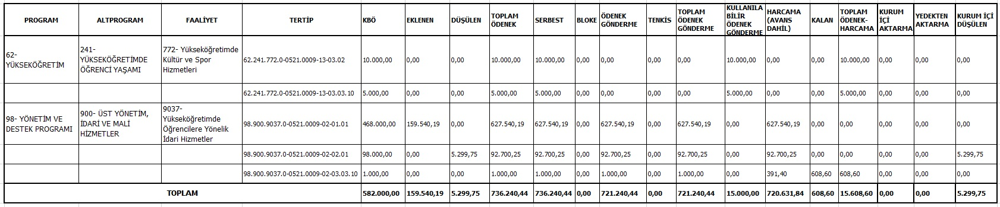 PROGRAM ALTPROGRAM FAALİYET TERTİP KBÖ EKLENEN DÜŞÜLEN TOPLAM ÖDENEK SERBEST BLOKE ÖDENEK GÖNDERME TENKİS TOPLAM ÖDENEK GÖNDERME KULLANILA BİLİR ÖDENEK GÖNDERME HARCAMA (AVANS DAHİL) KALAN TOPLAM ÖDENEK-HARCAMA KURUM İÇİ AKTARMA YEDEKTEN AKTARMA KURUM İÇİ DÜŞÜLEN
62- YÜKSEKÖĞRETİM 241- YÜKSEKÖĞRETİMDE ÖĞRENCİ YAŞAMI 772- Yükseköğretimde Kültür ve Spor Hizmetleri 62.241.772.0-0521.0009-13-03.02 10.000,00 0,00 0,00 10.000,00 10.000,00 0,00 0,00 0,00 0,00 10.000,00 0,00 0,00 10.000,00 0,00 0,00 0,00
62.241.772.0-0521.0009-13-03.03.10 5.000,00 0,00 0,00 5.000,00 5.000,00 0,00 0,00 0,00 0,00 5.000,00 0,00 0,00 5.000,00 0,00 0,00 0,00
98- YÖNETİM VE DESTEK PROGRAMI 900- ÜST YÖNETİM, İDARİ VE MALİ HİZMETLER 9037- Yükseköğretimde Öğrencilere Yönelik İdari Hizmetler 98.900.9037.0-0521.0009-02-01.01 468.000,00 159.540,19 0,00 627.540,19 627.540,19 0,00 627.540,19 0,00 627.540,19 0,00 627.540,19 0,00 0,00 0,00 0,00 0,00
98.900.9037.0-0521.0009-02-02.01 98.000,00 0,00 5.299,75 92.700,25 92.700,25 0,00 92.700,25 0,00 92.700,25 0,00 92.700,25 0,00 0,00 0,00 0,00 5.299,75
98.900.9037.0-0521.0009-02-03.03.10 1.000,00 0,00 0,00 1.000,00 1.000,00 0,00 1.000,00 0,00 1.000,00 0,00 391,40 608,60 608,60 0,00 0,00 0,00
TOPLAM 582.000,00 159.540,19 5.299,75 736.240,44 736.240,44 0,00 721.240,44 0,00 721.240,44 15.000,00 720.631,84 608,60 15.608,60 0,00 0,00 5.299,75